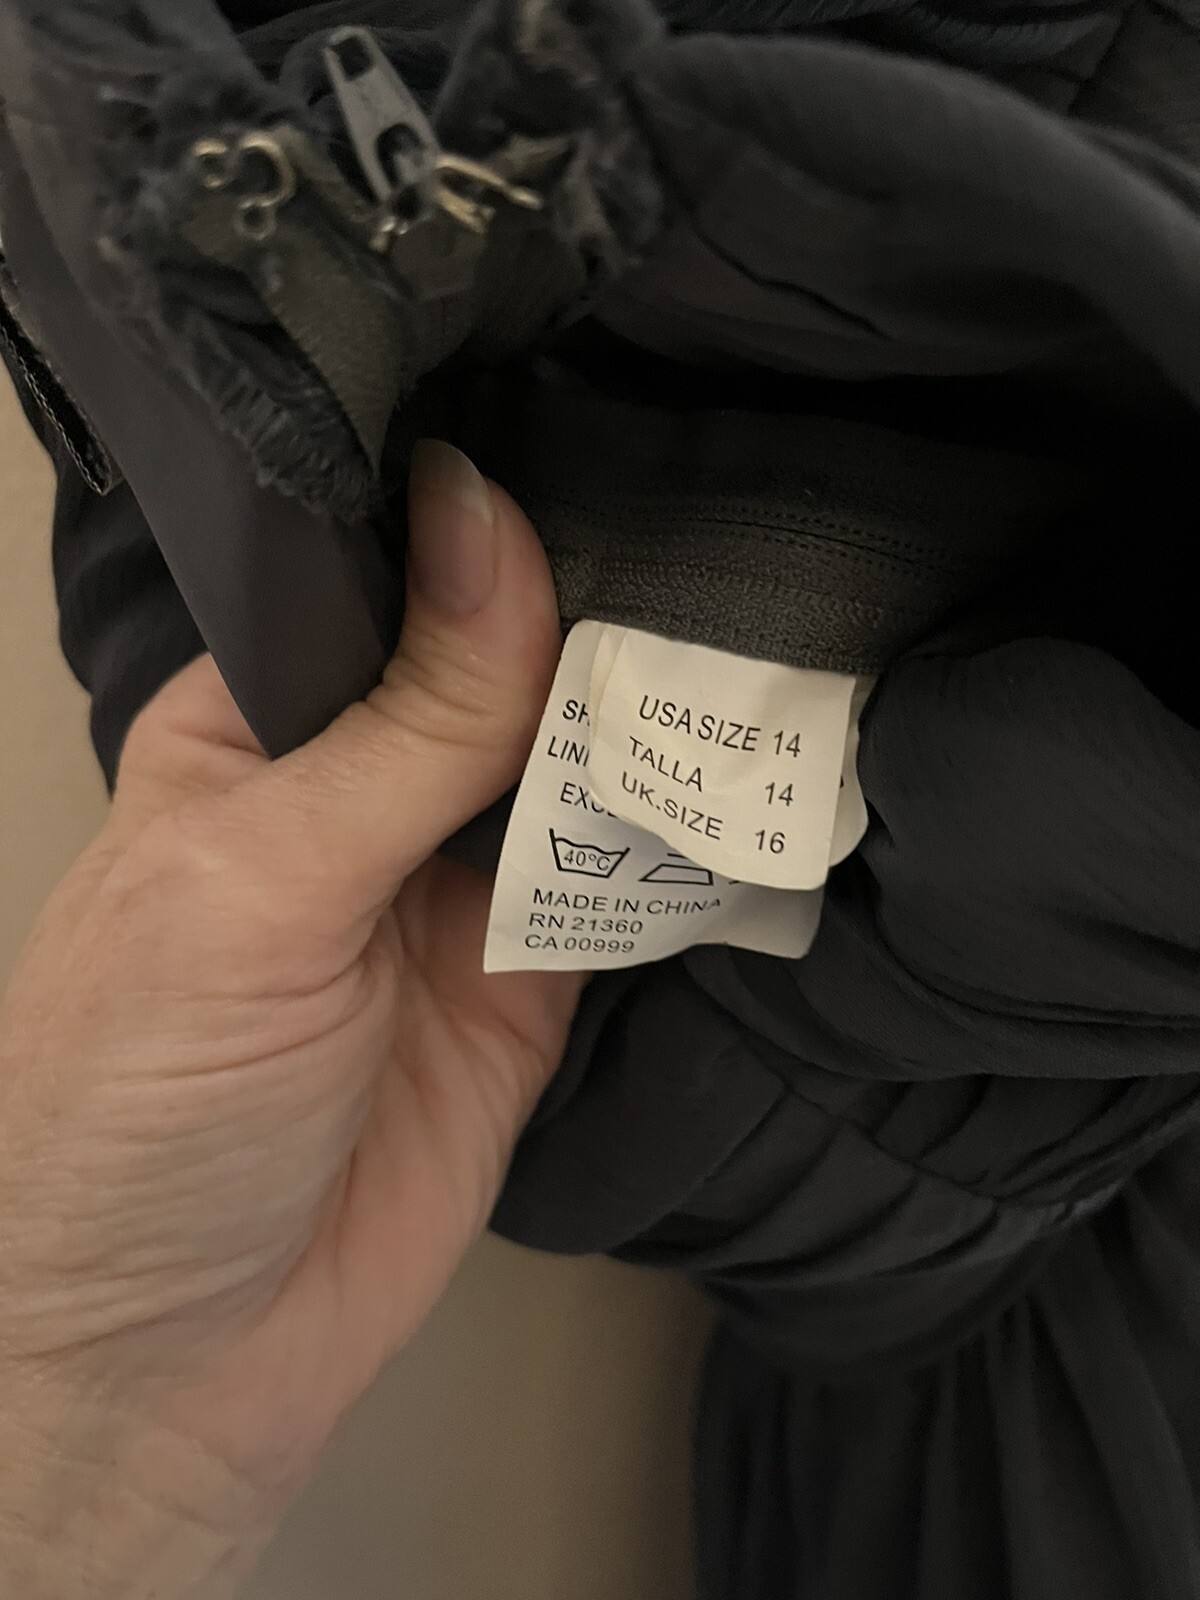 USA SIZE 14
TALLA 14
UK.SIZE 16
40°C
MADE IN CHINA
RN 21360
CA 00999